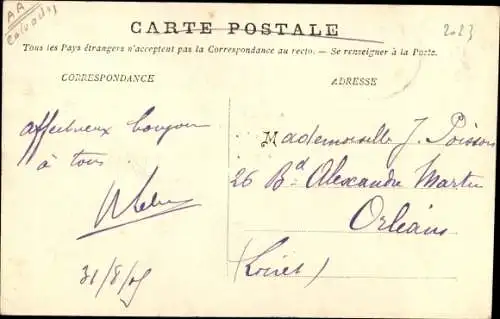 AA
Calvados
2023
CARTE POSTALE
Tous les Pays étrangers n'acceptent pas la Correspondance au recto. — Se renseigner à la Poste.
CORRESPONDANCE
ADRESSE
affectueux bonjour
à tous
31/8/05
Mademoiselle J. Poisson
26 Bd Alexandre Martin
Orléans
(Loiret)